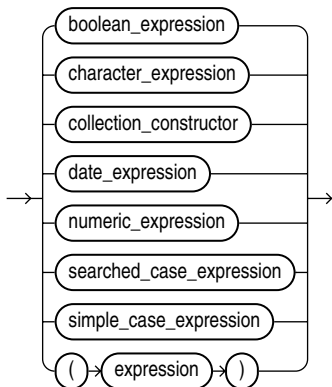 boolean_expression
character_expression
collection_constructor
date_expression
numeric_expression
searched_case_expression
simple_case_expression
( expression )